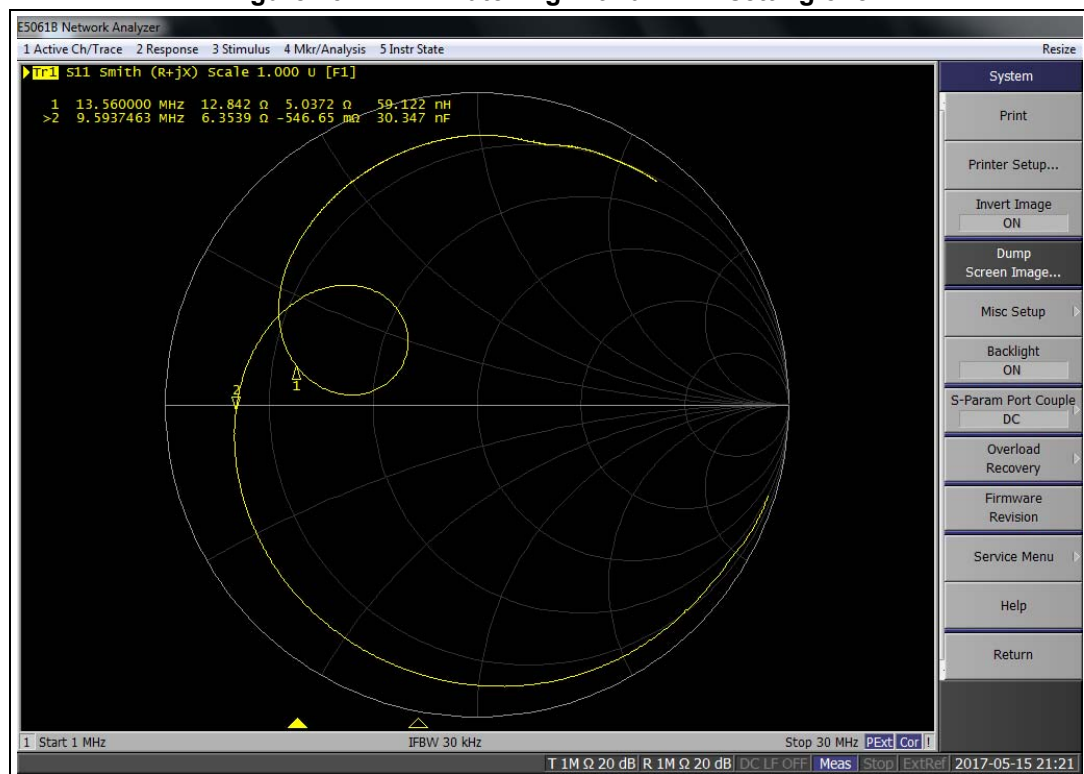 E5061B Network Analyzer
1 Active Ch/Trace 2 Response 3 Stimulus 4 Mkr/Analysis 5 Instr State Resize
Tr1 S11 Smith (R+jX) Scale 1.000 U [F1]
1 13.560000 MHz 12.842 Ω 5.0372 Ω 59.122 nH
>2 9.5937463 MHz 6.3539 Ω -546.65 mΩ 30.347 nF
2
1
System
Print
Printer Setup...
Invert Image
ON
Dump
Screen Image...
Misc Setup
Backlight
ON
S-Param Port Couple
DC
Overload
Recovery
Firmware
Revision
Service Menu
Help
Return
1 Start 1 MHz IFBW 30 kHz Stop 30 MHz PExt Cor !
T 1M Ω 20 dB R 1M Ω 20 dB DC LF OFF Meas Stop ExtRef 2017-05-15 21:21